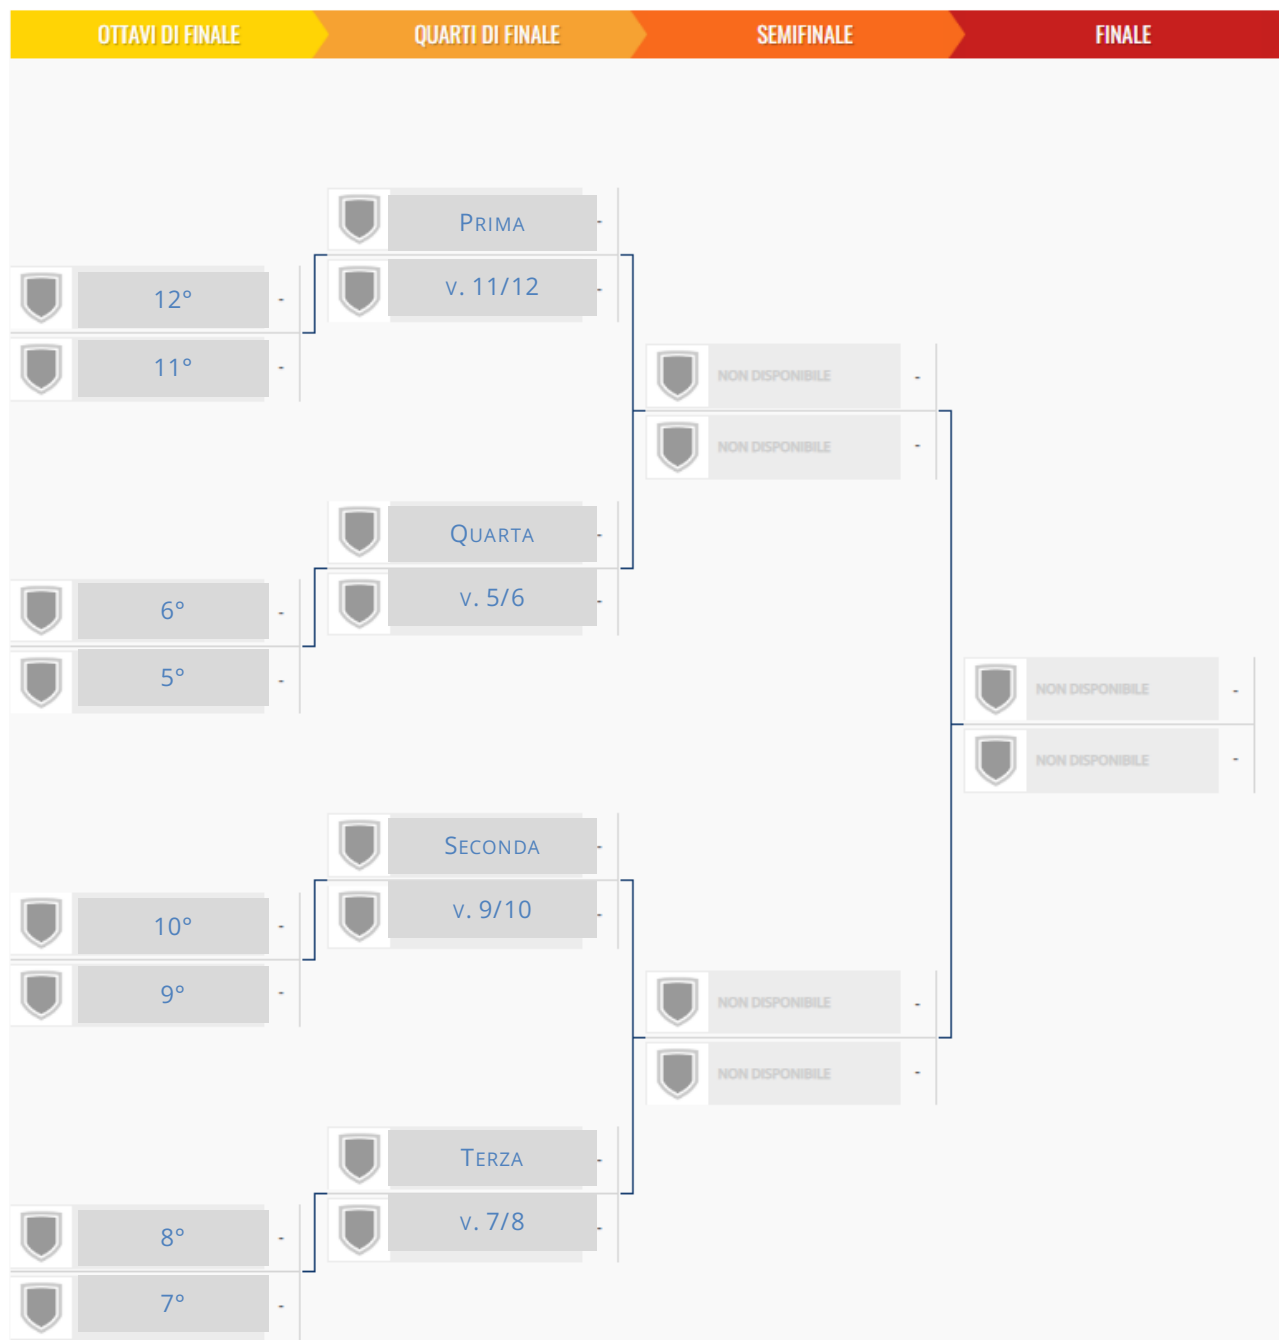 OTTAVI DI FINALE QUARTI DI FINALE SEMIFINALE FINALE
PRIMA -
V. 11/12 -
12° -
11° -
NON DISPONIBILE -
NON DISPONIBILE -
QUARTA -
V. 5/6 -
6° -
5° -
NON DISPONIBILE -
NON DISPONIBILE -
SECONDA -
V. 9/10 -
10° -
9° -
NON DISPONIBILE -
NON DISPONIBILE -
TERZA -
V. 7/8 -
8° -
7° -